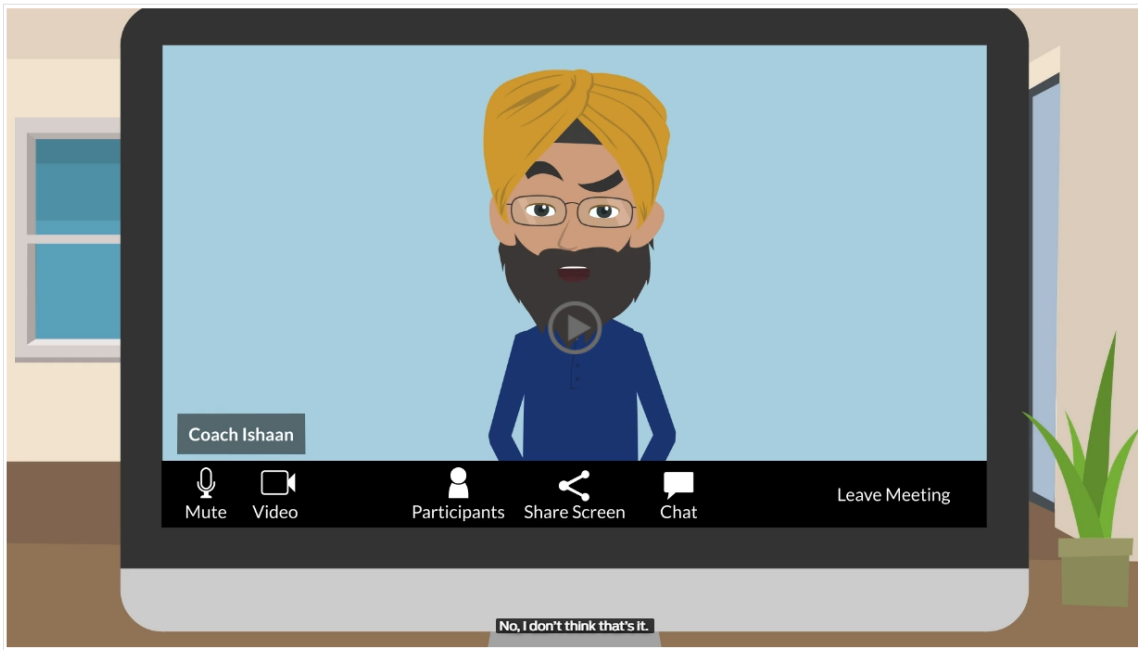 Coach Ishaan
Mute
Video
Participants
Share Screen
Chat
Leave Meeting
No, I don't think that's it.